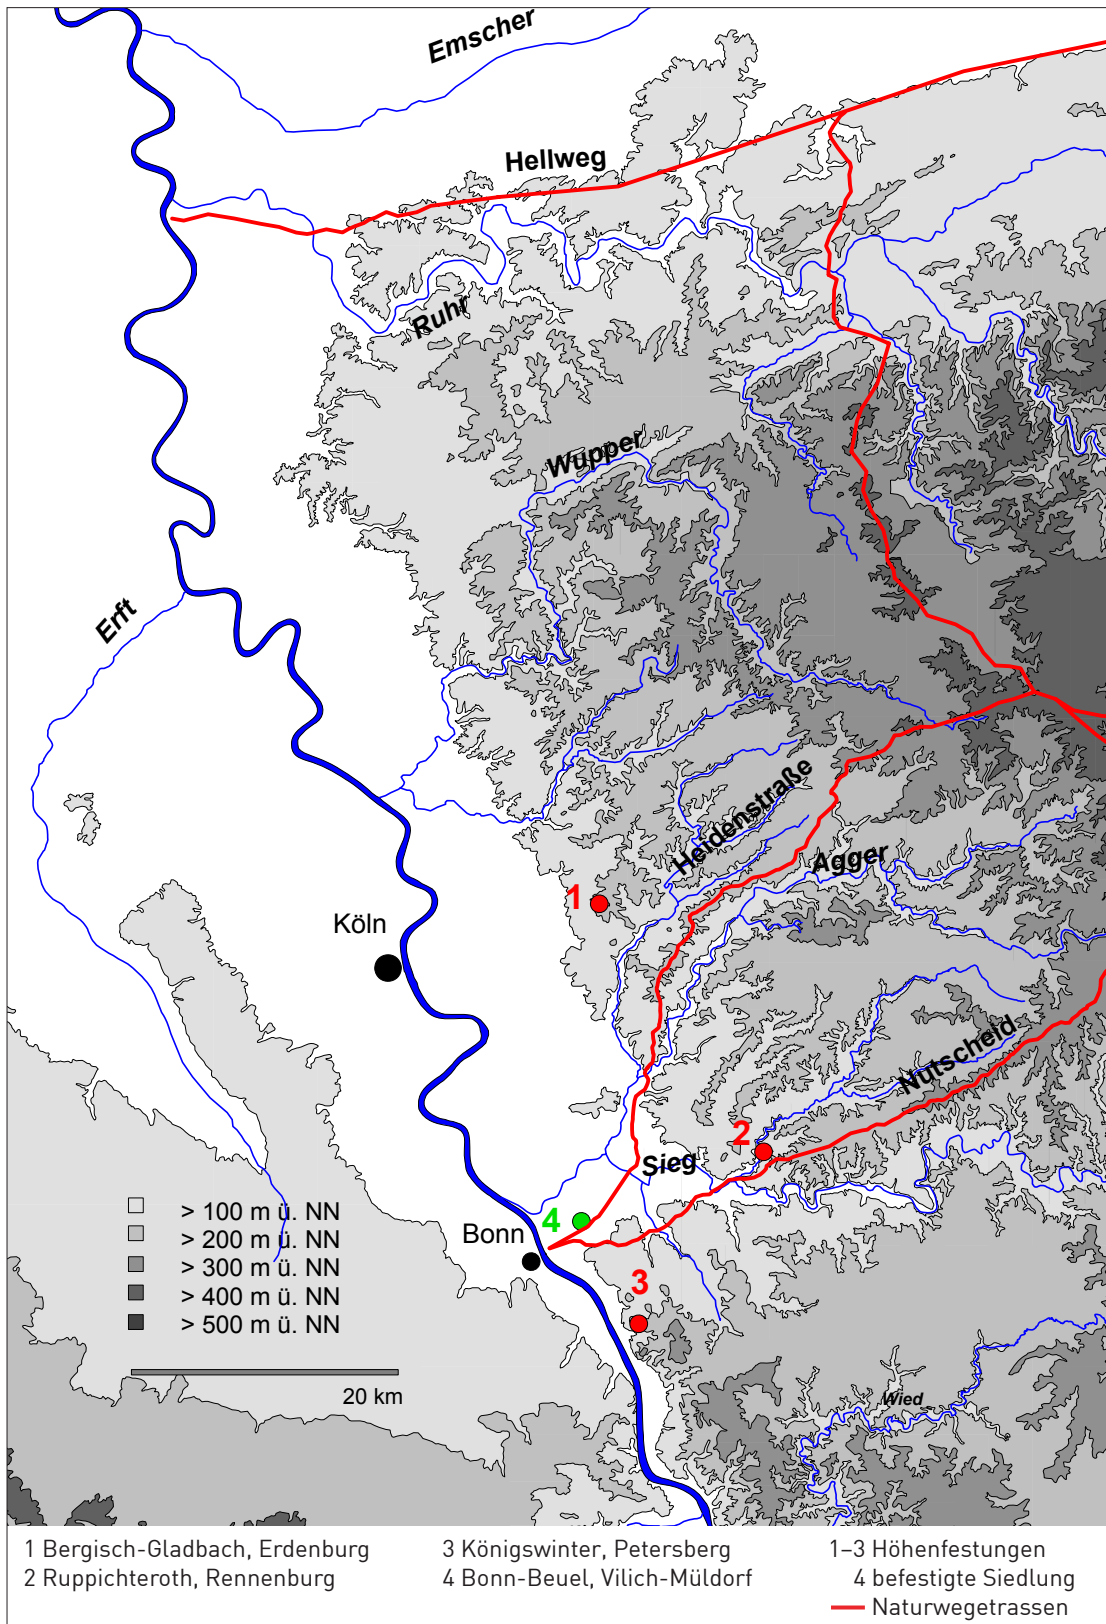 Emscher
Hellweg
Ruhr
Wupper
Erft
Heidenstraße
Agger
1
Köln
Nutscheid
2
Sieg
4
Bonn
3
> 100 m ü. NN
> 200 m ü. NN
> 300 m ü. NN
> 400 m ü. NN
> 500 m ü. NN
20 km
Wied
1 Bergisch-Gladbach, Erdenburg
2 Ruppichteroth, Rennenburg
3 Königswinter, Petersberg
4 Bonn-Beuel, Vilich-Müldorf
1–3 Höhenfestungen
4 befestigte Siedlung
Naturwegetrassen